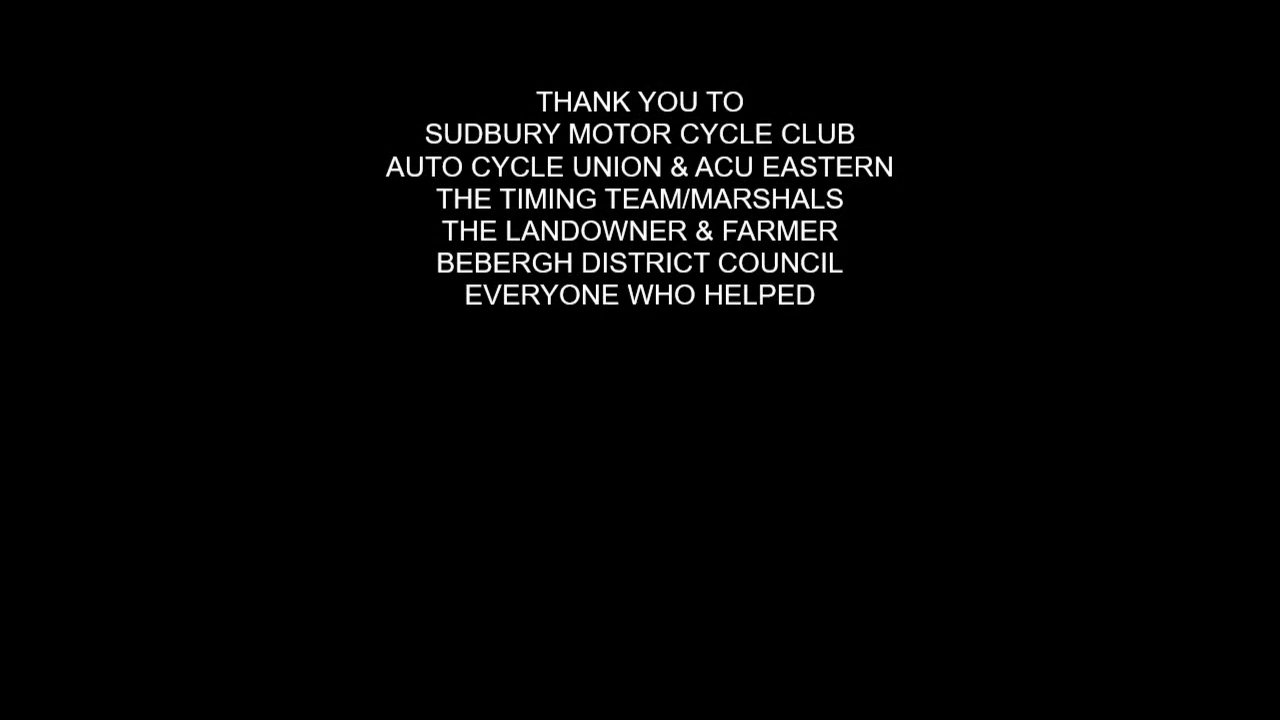 THANK YOU TO
SUDBURY MOTOR CYCLE CLUB
AUTO CYCLE UNION & ACU EASTERN
THE TIMING TEAM/MARSHALS
THE LANDOWNER & FARMER
BEBERGH DISTRICT COUNCIL
EVERYONE WHO HELPED